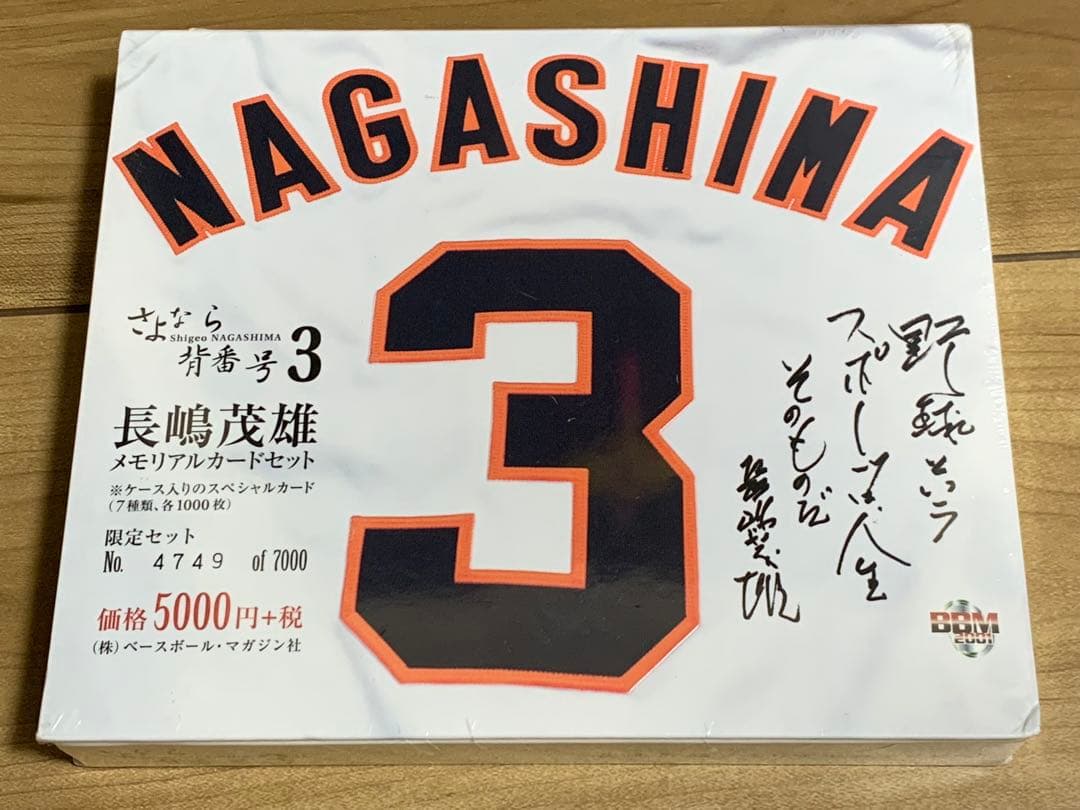 NAGASHIMA
3
さよなら
Shigeo NAGASHIMA
背番号3
長嶋茂雄
メモリアルカードセット
※ケース入りのスペシャルカード
(7種類、各1000枚)
限定セット
No. 4749 of 7000
価格5000円+税
(株)ベースボール・マガジン社
野球という
スポーツは人生
そのものだ
長嶋茂雄
BBM
2001